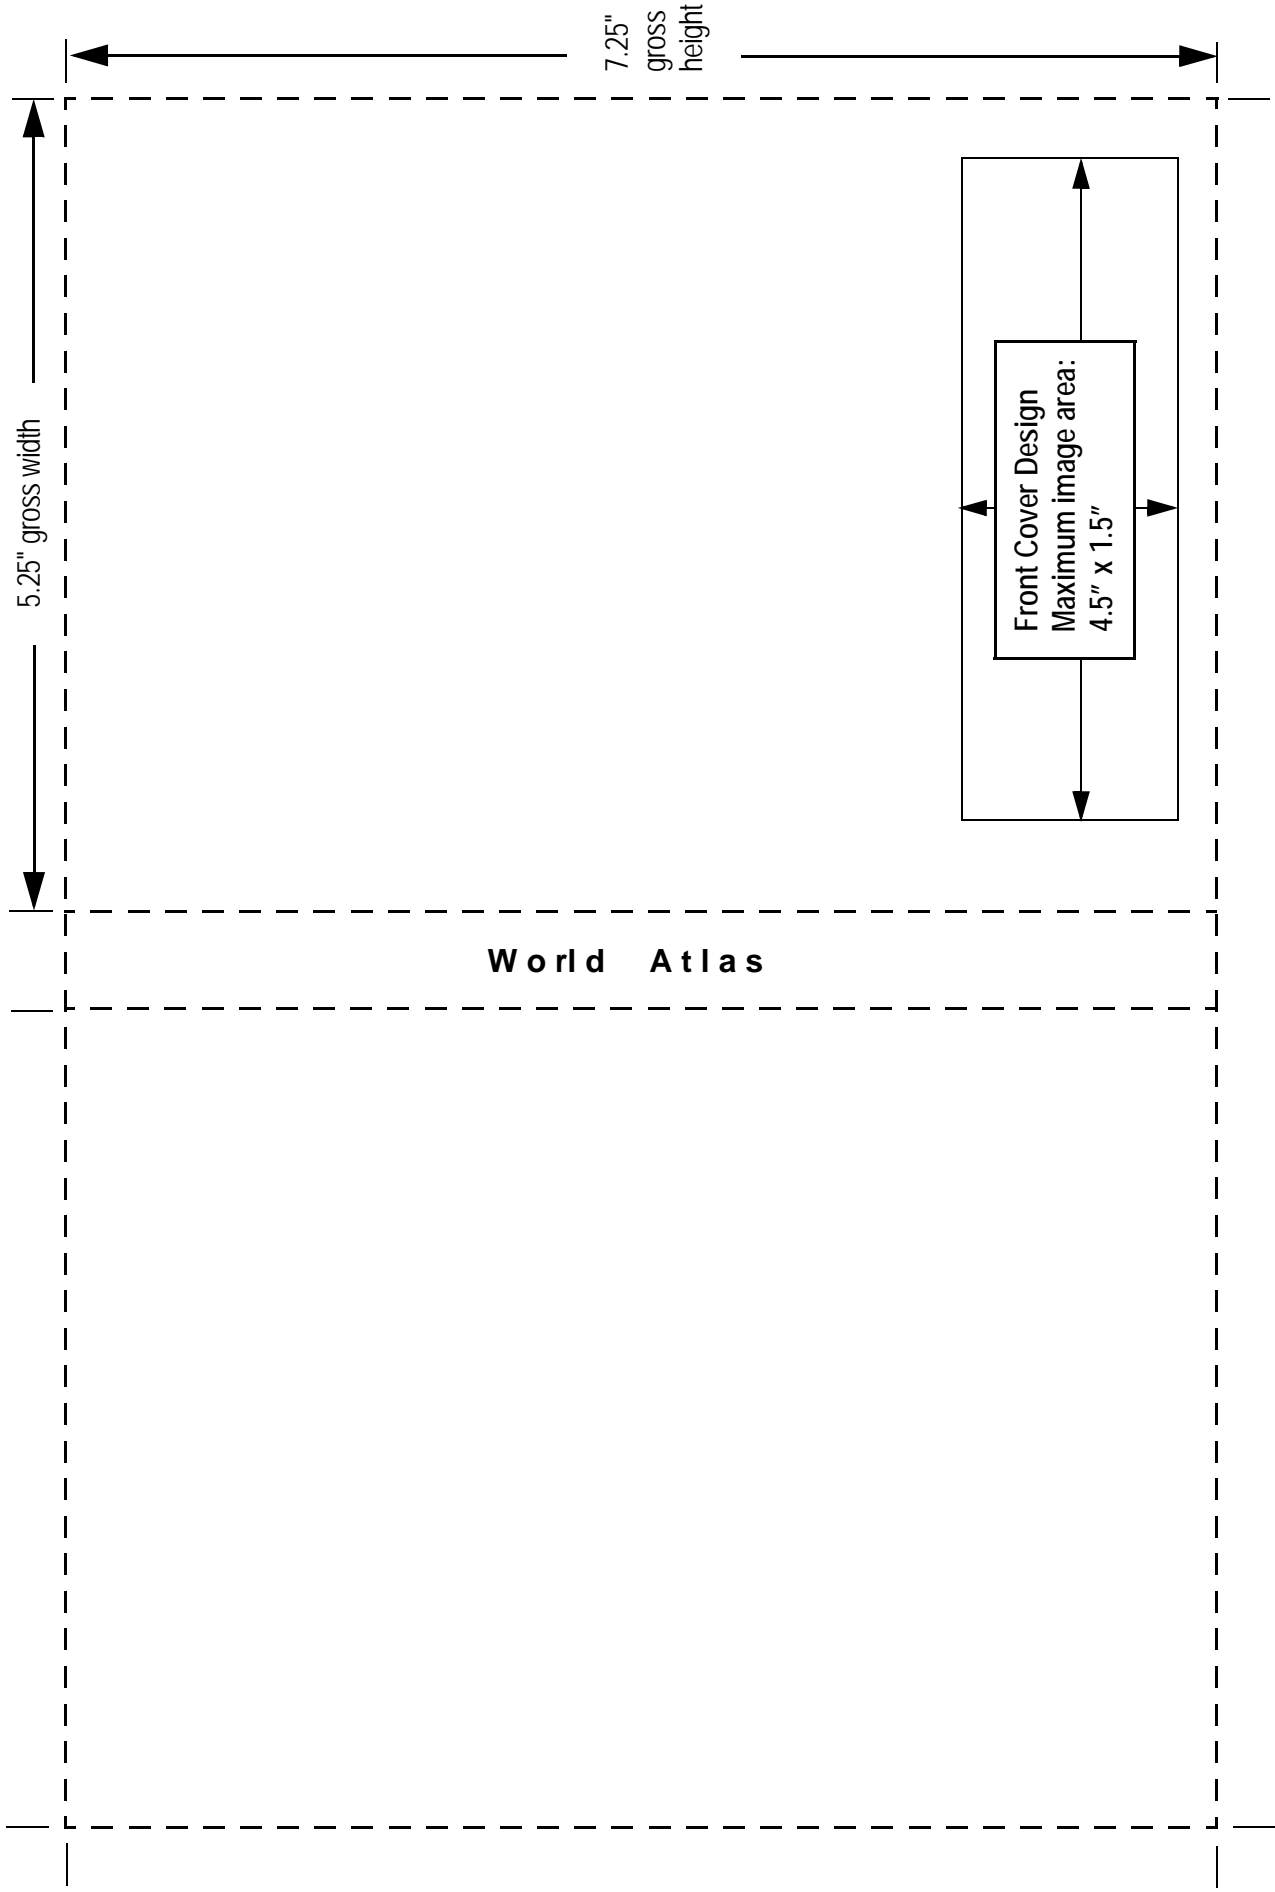 7.25"
gross
height
5.25" gross width
Front Cover Design
Maximum image area:
4.5" x 1.5"
World Atlas